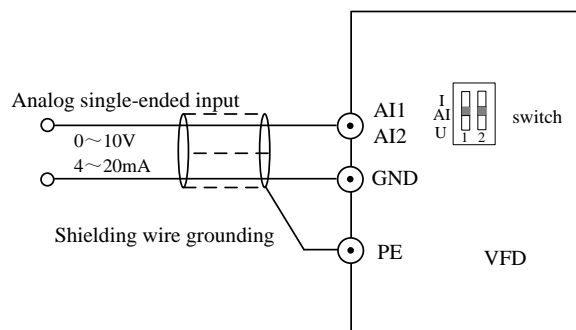 Analog single-ended input
0～10V
4～20mA
Shielding wire grounding
AI1
AI2
GND
PE
I
AI
U
1 2
switch
VFD